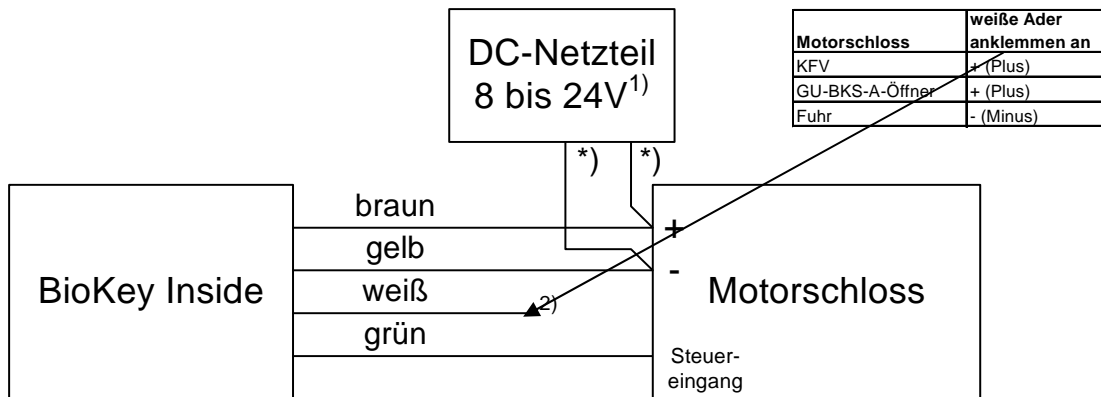 DC-Netzteil
8 bis 24V1)
weiße Ader
Motorschloss anklemmen an
KFV + (Plus)
GU-BKS-A-Öffner + (Plus)
Fuhr - (Minus)
*) *)
braun
+
gelb
-
BioKey Inside
weiß
2)
Motorschloss
grün
Steuer-
eingang